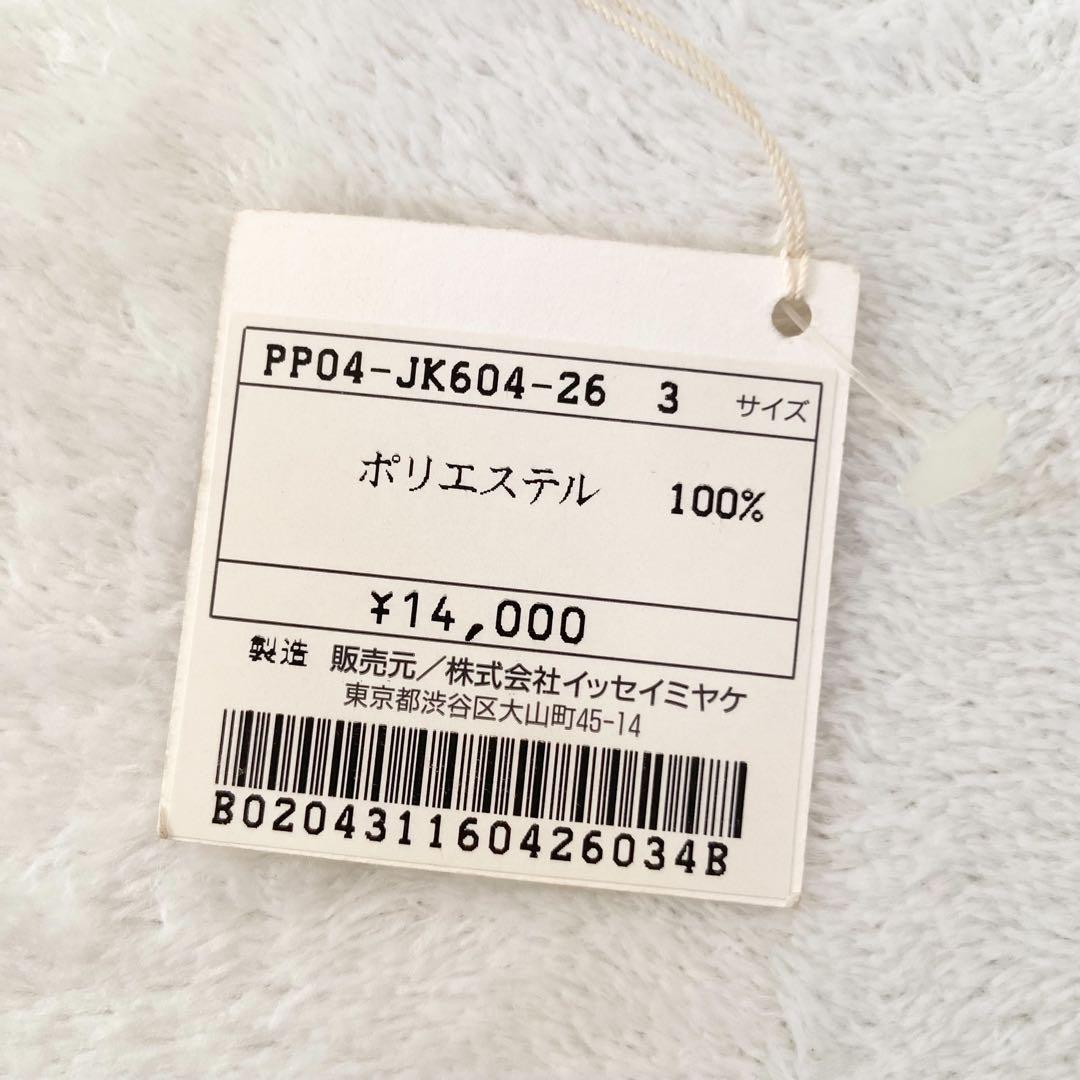 PP04-JK604-26 3 サイズ
ポリエステル 100%
¥14,000
製造 販売元／株式会社イッセイミヤケ
東京都渋谷区大山町45-14
B020431160426034B